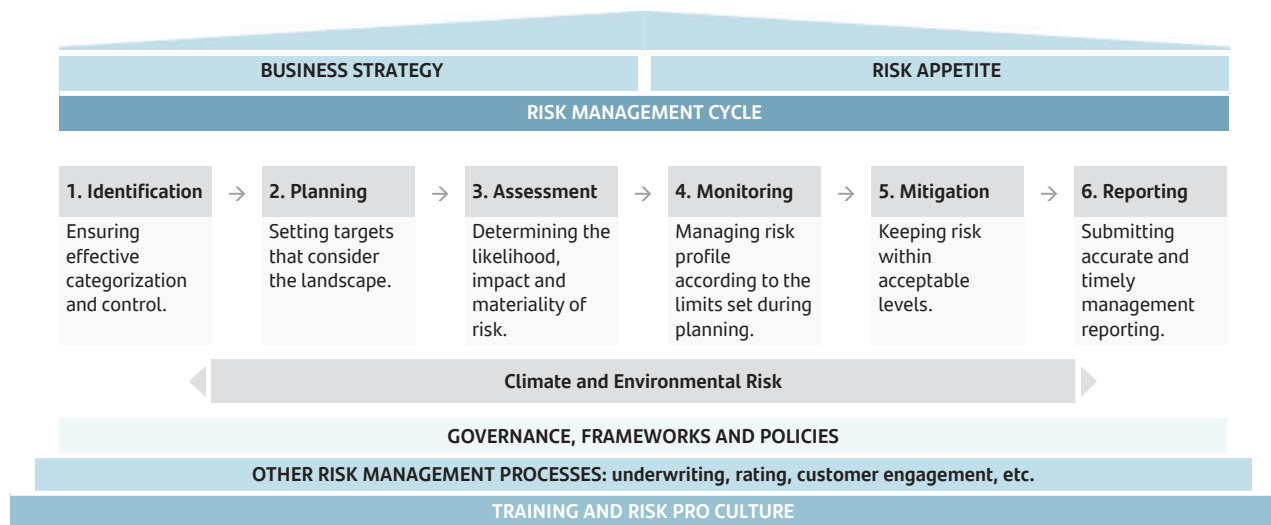 BUSINESS STRATEGY
RISK APPETITE
RISK MANAGEMENT CYCLE
1. Identification
Ensuring
effective
categorization
and control.
→
2. Planning
Setting targets
that consider
the landscape.
→
3. Assessment
Determining the
likelihood,
impact and
materiality of
risk.
→
4. Monitoring
Managing risk
profile
according to the
limits set during
planning.
→
5. Mitigation
Keeping risk
within
acceptable
levels.
→
6. Reporting
Submitting
accurate and
timely
management
reporting.
Climate and Environmental Risk
GOVERNANCE, FRAMEWORKS AND POLICIES
OTHER RISK MANAGEMENT PROCESSES: underwriting, rating, customer engagement, etc.
TRAINING AND RISK PRO CULTURE